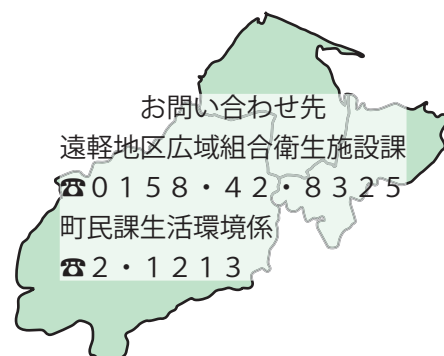 お問い合わせ先
遠軽地区広域組合衛生施設課
☎０１５８・４２・８３２５
町民課生活環境係
☎２・１２１３